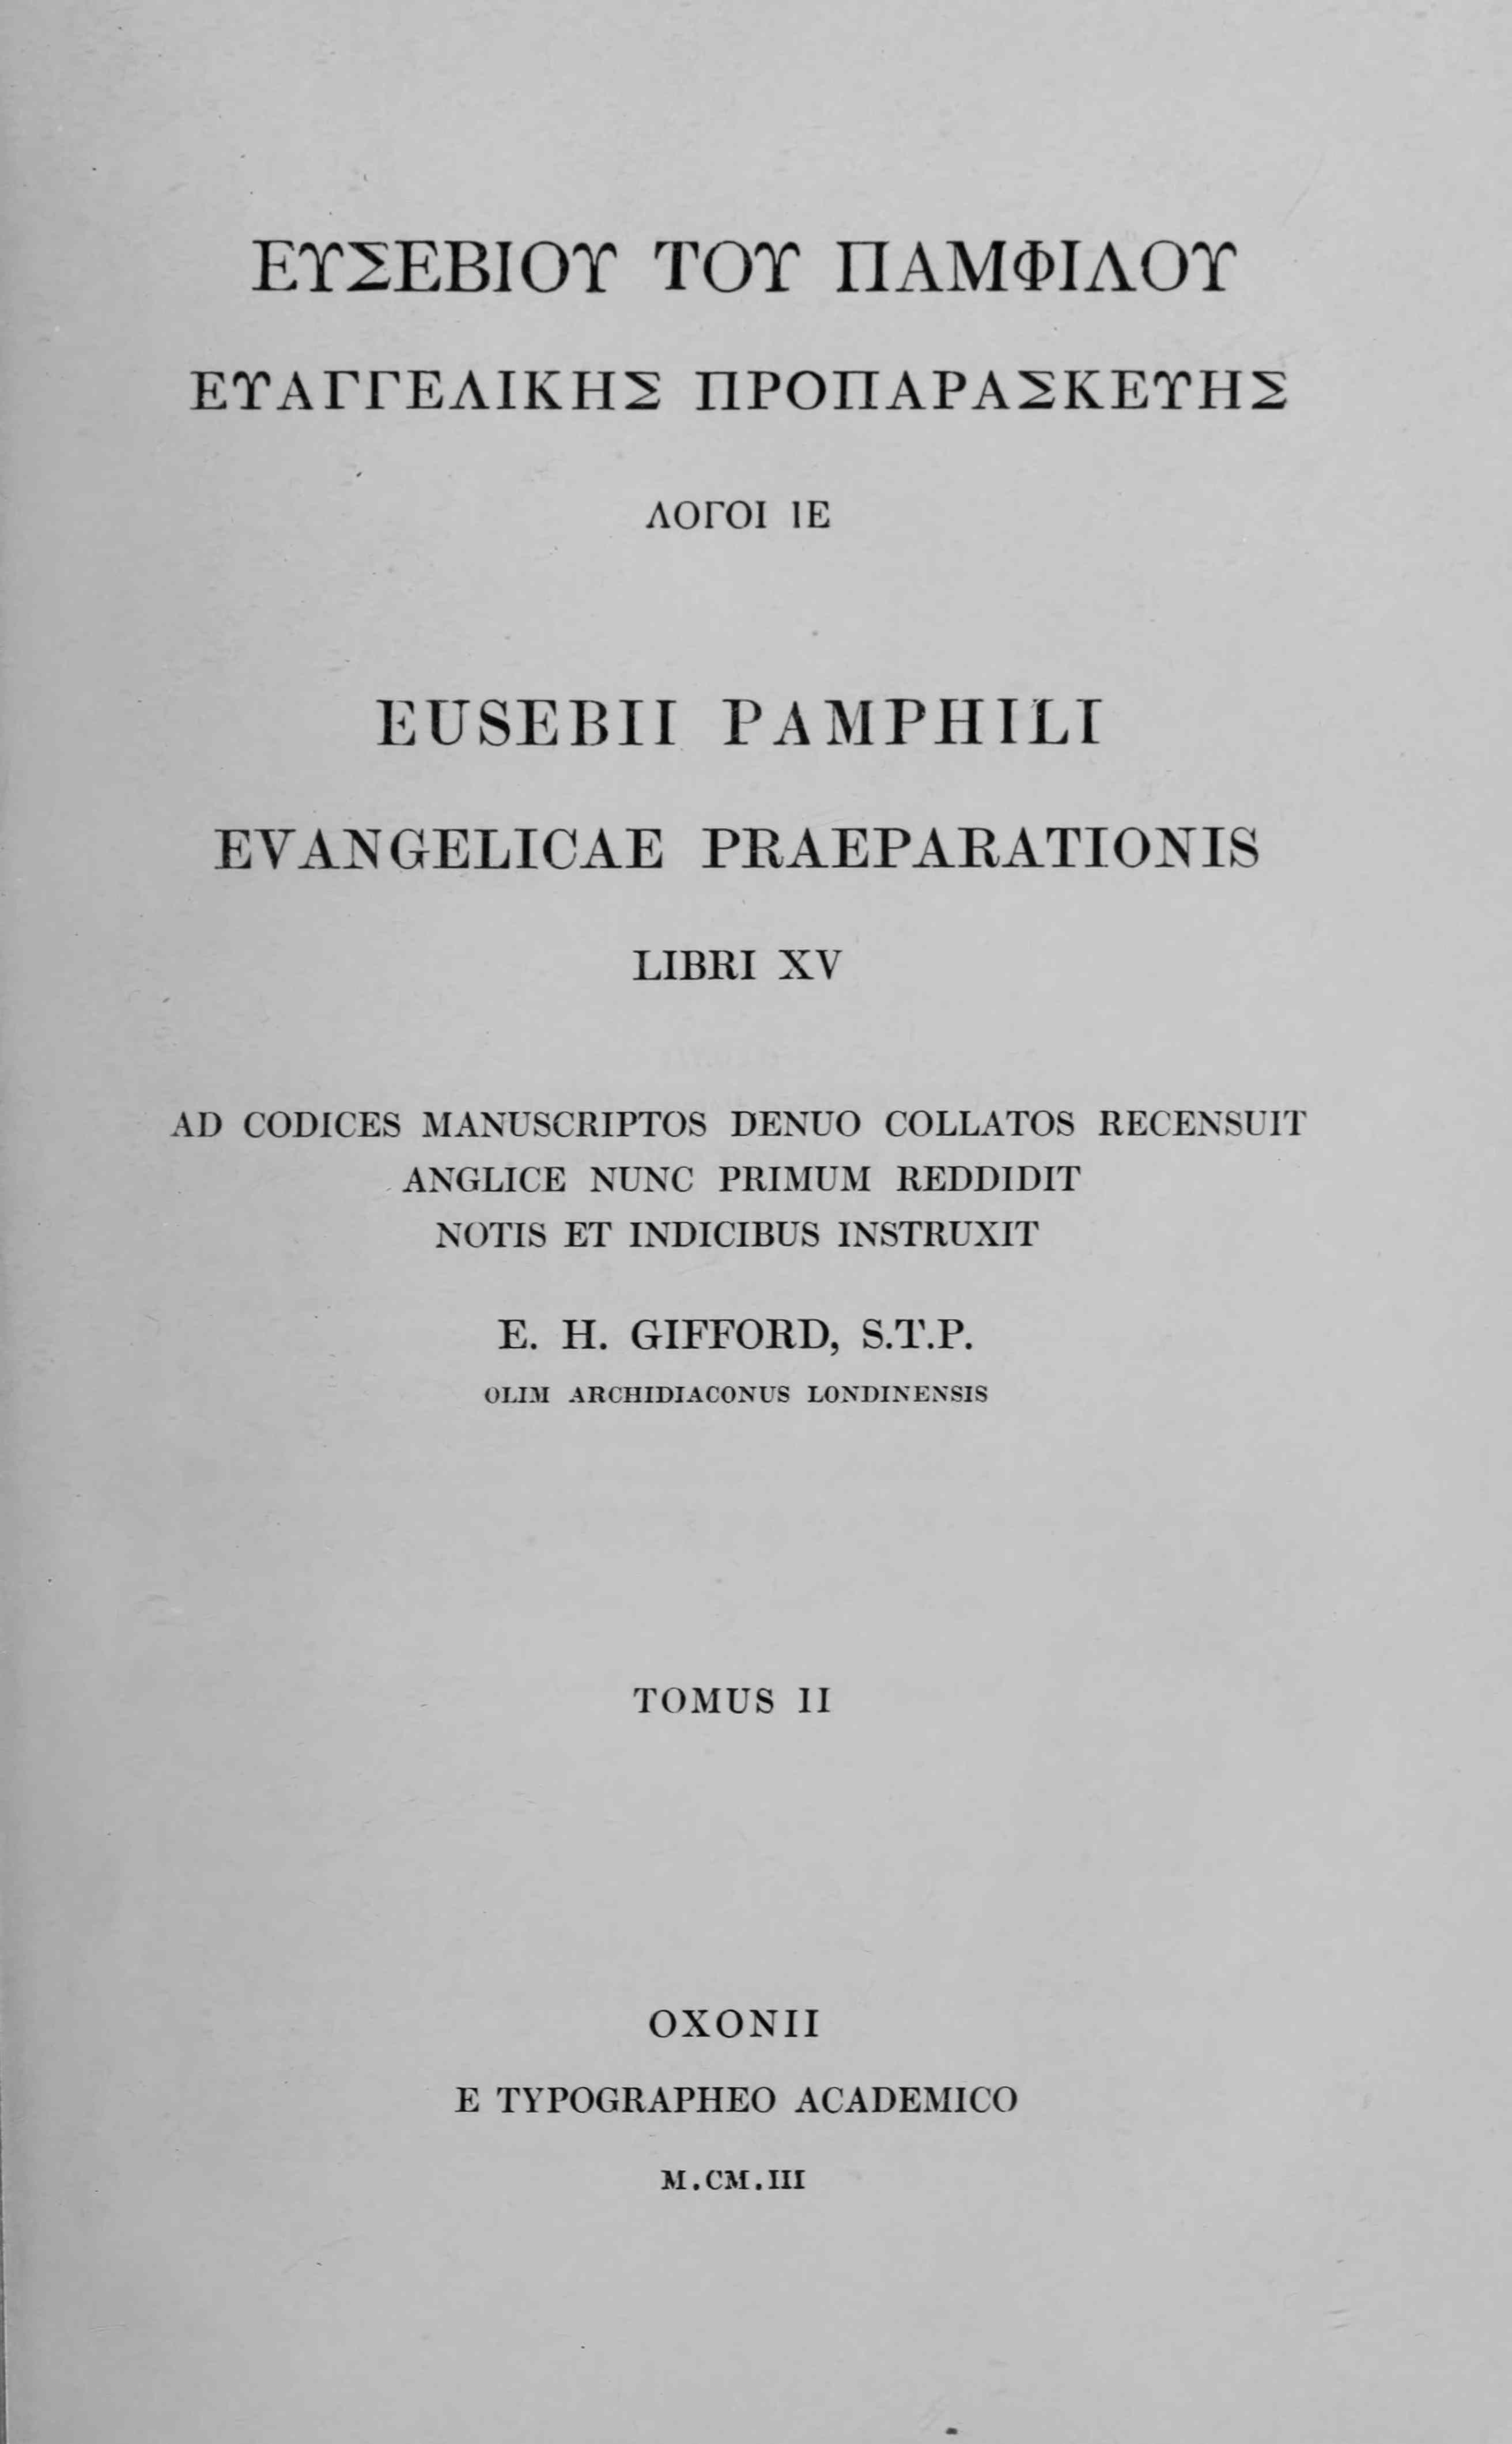 ΕΥΣΕΒΙΟΥ ΤΟΥ ΠΑΜΦΙΛΟΥ
ΕΥΑΓΓΕΛΙΚΗΣ ΠΡΟΠΑΡΑΣΚΕΥΗΣ
ΛΟΓΟΙ ΙΕ
EUSEBII PAMPHILI
EVANGELICAE PRAEPARATIONIS
LIBRI XV
AD CODICES MANUSCRIPTOS DENUO COLLATOS RECENSUIT
ANGLICE NUNC PRIMUM REDDIDIT
NOTIS ET INDICIBUS INSTRUXIT
E. H. GIFFORD, S.T.P.
OLIM ARCHIDIACONUS LONDINENSIS
TOMUS II
OXONII
E TYPOGRAPHEO ACADEMICO
M.CM.III